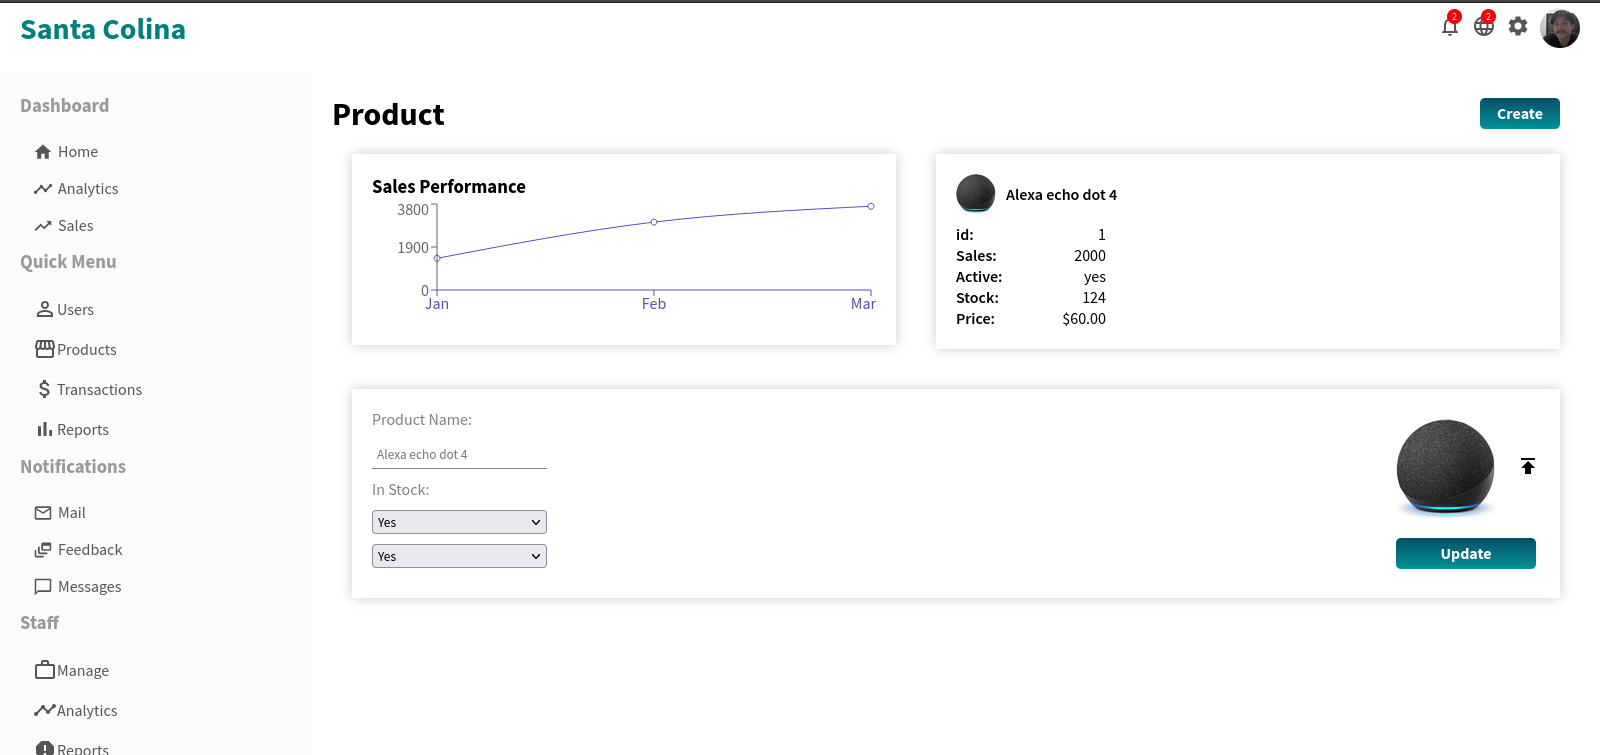 Santa Colina
2
2
Dashboard
Home
Analytics
Sales
Quick Menu
Users
Products
Transactions
Reports
Notifications
Mail
Feedback
Messages
Staff
Manage
Analytics
Reports
Product
Create
Sales Performance
3800
1900
0
Jan Feb Mar
Alexa echo dot 4
id: 1
Sales: 2000
Active: yes
Stock: 124
Price: $60.00
Product Name:
Alexa echo dot 4
In Stock:
Yes
Yes
Update